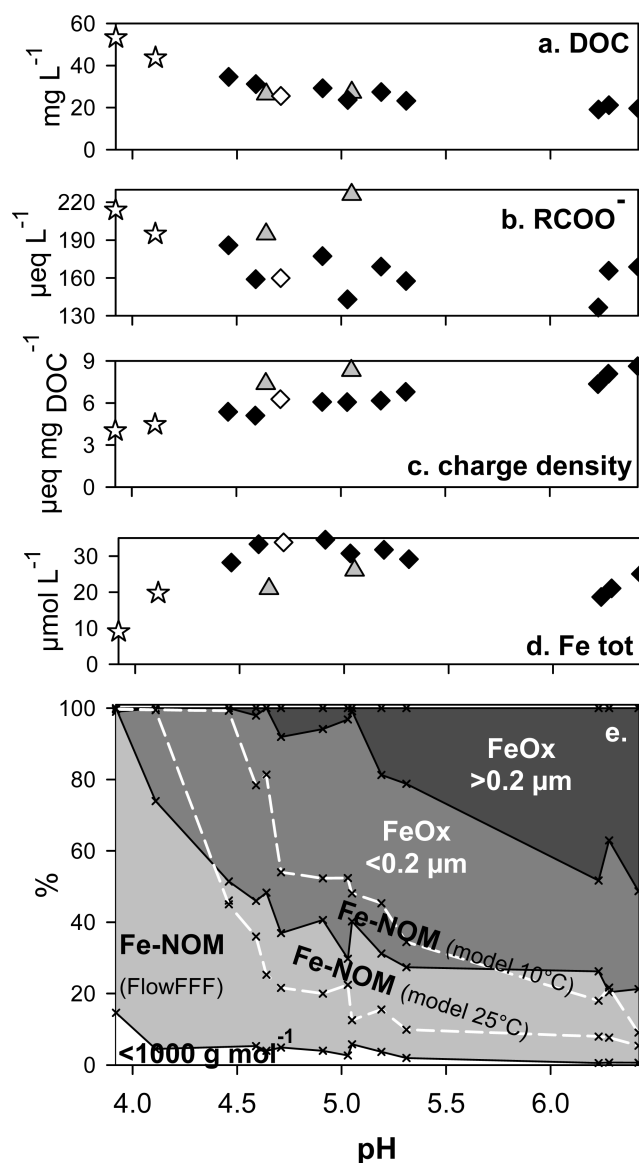 60
40
20
0
mg L⁻¹
a. DOC
220
190
160
130
µeq L⁻¹
b. RCOO⁻
9
6
3
0
µeq mg DOC⁻¹
c. charge density
30
20
10
0
µmol L⁻¹
d. Fe tot
100
80
60
40
20
0
%
e.
FeOx
>0.2 µm
FeOx
<0.2 µm
Fe-NOM (model 10°C)
Fe-NOM (model 25°C)
Fe-NOM
(FlowFFF)
<1000 g mol⁻¹
4.0 4.5 5.0 5.5 6.0
pH